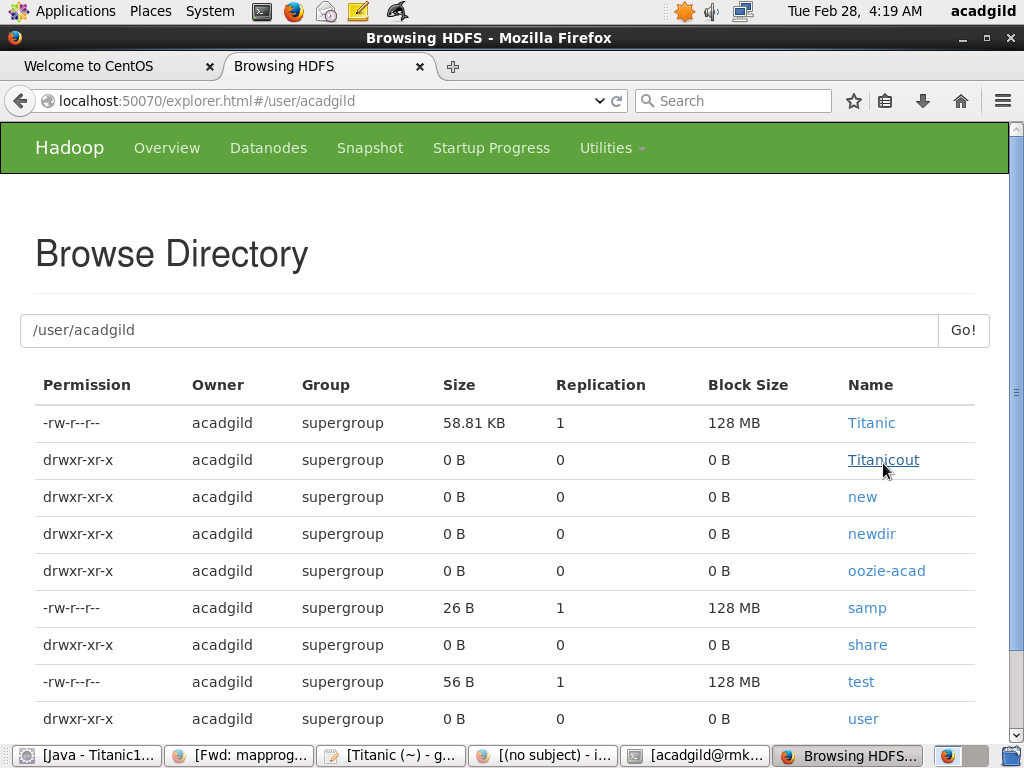 Applications Places System Tue Feb 28, 4:19 AM acadgild
Browsing HDFS - Mozilla Firefox
Welcome to CentOS Browsing HDFS
localhost:50070/explorer.html#/user/acadgild Search
Hadoop Overview Datanodes Snapshot Startup Progress Utilities
Browse Directory
/user/acadgild Go!
Permission Owner Group Size Replication Block Size Name
-rw-r--r-- acadgild supergroup 58.81 KB 1 128 MB Titanic
drwxr-xr-x acadgild supergroup 0 B 0 0 B Titanicout
drwxr-xr-x acadgild supergroup 0 B 0 0 B new
drwxr-xr-x acadgild supergroup 0 B 0 0 B newdir
drwxr-xr-x acadgild supergroup 0 B 0 0 B oozie-acad
-rw-r--r-- acadgild supergroup 26 B 1 128 MB samp
drwxr-xr-x acadgild supergroup 0 B 0 0 B share
-rw-r--r-- acadgild supergroup 56 B 1 128 MB test
drwxr-xr-x acadgild supergroup 0 B 0 0 B user
[Java - Titanic1... [Fwd: mapprog... [Titanic (~) - g... [(no subject) - i... [acadgild@rmk... Browsing HDFS...